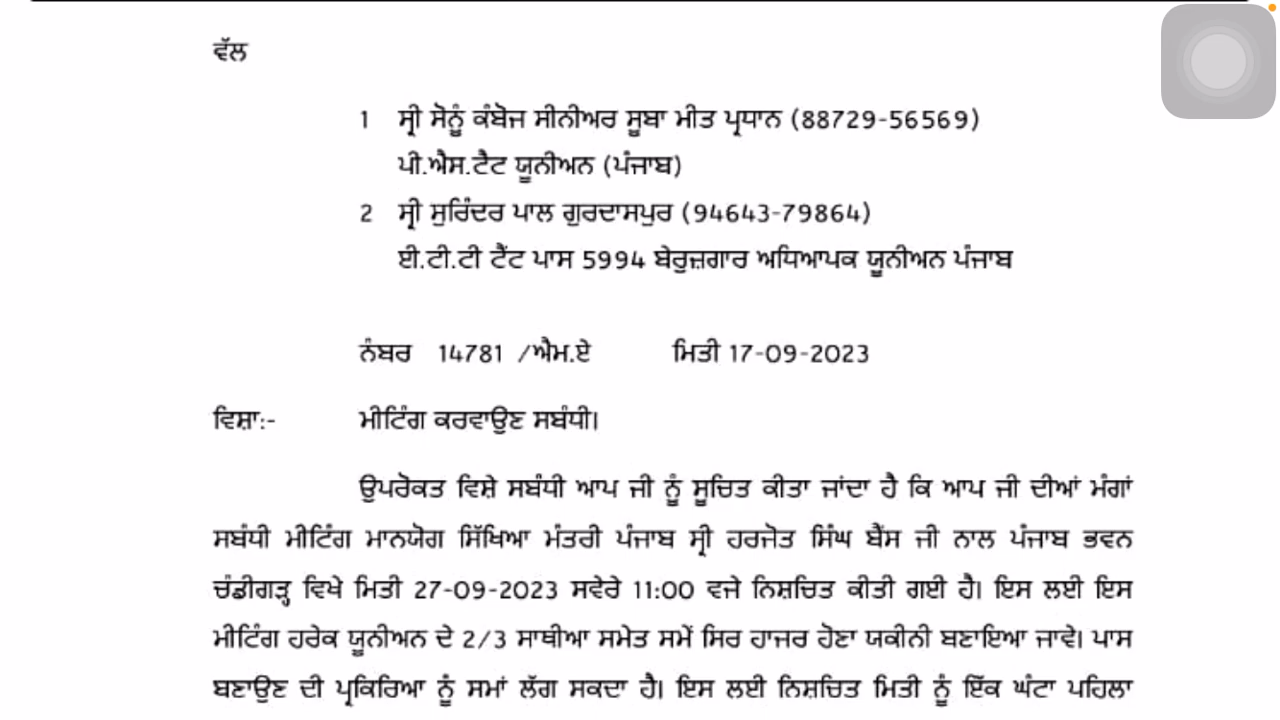 ਵੱਲ
1 ਸ੍ਰੀ ਸੋਨੂੰ ਕੰਬੋਜ ਸੀਨੀਅਰ ਸੂਬਾ ਮੀਤ ਪ੍ਰਧਾਨ (88729-56569)
ਪੀ.ਐਸ.ਟੈਟ ਯੂਨੀਅਨ (ਪੰਜਾਬ)
2 ਸ੍ਰੀ ਸੁਰਿੰਦਰ ਪਾਲ ਗੁਰਦਾਸਪੁਰ (94643-79864)
ਈ.ਟੀ.ਟੀ ਟੈੱਟ ਪਾਸ 5994 ਬੇਰੁਜ਼ਗਾਰ ਅਧਿਆਪਕ ਯੂਨੀਅਨ ਪੰਜਾਬ
ਨੰਬਰ 14781 /ਐਮ.ਏ ਮਿਤੀ 17-09-2023
ਵਿਸ਼ਾ:- ਮੀਟਿੰਗ ਕਰਵਾਉਣ ਸਬੰਧੀ।
ਉਪਰੋਕਤ ਵਿਸ਼ੇ ਸਬੰਧੀ ਆਪ ਜੀ ਨੂੰ ਸੂਚਿਤ ਕੀਤਾ ਜਾਂਦਾ ਹੈ ਕਿ ਆਪ ਜੀ ਦੀਆਂ ਮੰਗਾਂ
ਸਬੰਧੀ ਮੀਟਿੰਗ ਮਾਨਯੋਗ ਸਿੱਖਿਆ ਮੰਤਰੀ ਪੰਜਾਬ ਸ੍ਰੀ ਹਰਜੋਤ ਸਿੰਘ ਬੈਂਸ ਜੀ ਨਾਲ ਪੰਜਾਬ ਭਵਨ
ਚੰਡੀਗੜ੍ਹ ਵਿਖੇ ਮਿਤੀ 27-09-2023 ਸਵੇਰੇ 11:00 ਵਜੇ ਨਿਸ਼ਚਿਤ ਕੀਤੀ ਗਈ ਹੈ। ਇਸ ਲਈ ਇਸ
ਮੀਟਿੰਗ ਹਰੇਕ ਯੂਨੀਅਨ ਦੇ 2/3 ਸਾਥੀਆ ਸਮੇਤ ਸਮੇਂ ਸਿਰ ਹਾਜਰ ਹੋਣਾ ਯਕੀਨੀ ਬਣਾਇਆ ਜਾਵੇ। ਪਾਸ
ਬਣਾਉਣ ਦੀ ਪ੍ਰਕਿਰਿਆ ਨੂੰ ਸਮਾਂ ਲੱਗ ਸਕਦਾ ਹੈ। ਇਸ ਲਈ ਨਿਸ਼ਚਿਤ ਮਿਤੀ ਨੂੰ ਇੱਕ ਘੰਟਾ ਪਹਿਲਾ